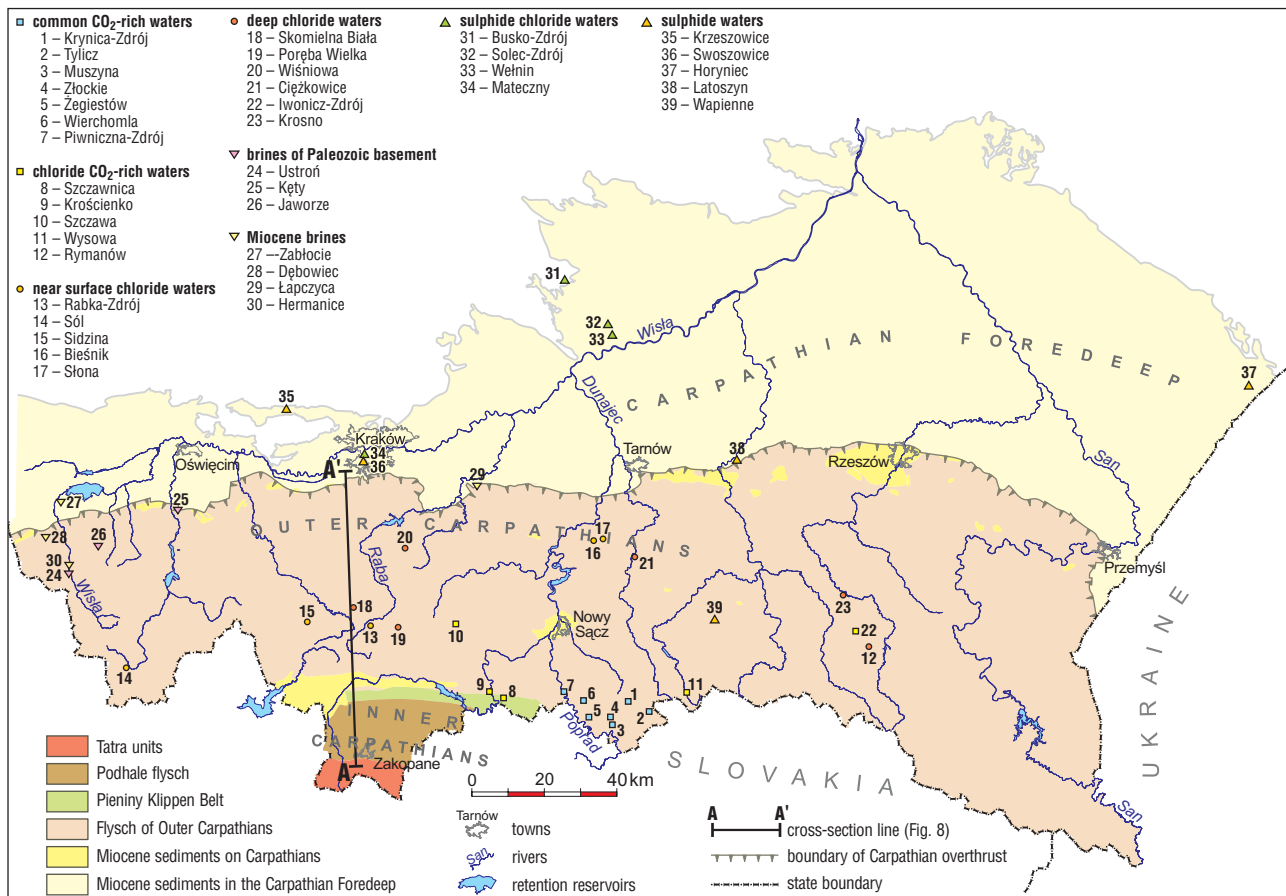 common CO₂-rich waters
1 – Krynica-Zdrój
2 – Tylicz
3 – Muszyna
4 – Złockie
5 – Żegiestów
6 – Wierchomla
7 – Piwniczna-Zdrój
chloride CO₂-rich waters
8 – Szczawnica
9 – Krościenko
10 – Szczawa
11 – Wysowa
12 – Rymanów
near surface chloride waters
13 – Rabka-Zdrój
14 – Sól
15 – Sidzina
16 – Bieśnik
17 – Słona
deep chloride waters
18 – Skomielna Biała
19 – Poręba Wielka
20 – Wiśniowa
21 – Ciężkowice
22 – Iwonicz-Zdrój
23 – Krosno
brines of Paleozoic basement
24 – Ustroń
25 – Kęty
26 – Jaworze
Miocene brines
27 –-Zabłocie
28 – Dębowiec
29 – Łapczyca
30 – Hermanice
sulphide chloride waters
31 – Busko-Zdrój
32 – Solec-Zdrój
33 – Wełnin
34 – Mateczny
sulphide waters
35 – Krzeszowice
36 – Swoszowice
37 – Horyniec
38 – Latoszyn
39 – Wapienne
31
32
33
Wisła
CARPATHIAN FOREDEEP
37
35
Dunajec
Kraków
34
36
A'
Oświęcim
Tarnów
38
Rzeszów
San
29
27
25
28
26
30
24
Wisła
OUTER CARPATHIANS
20
Raba
17
16
21
Przemyśl
15
18
13
19
10
Nowy
Sącz
39
23
22
12
14
9
8
7
6
5
4
3
1
2
11
Poprad
INNER
CARPATHIANS
A
Zakopane
SLOVAKIA
UKRAINE
San
Tatra units
Podhale flysch
Pieniny Klippen Belt
Flysch of Outer Carpathians
Miocene sediments on Carpathians
Miocene sediments in the Carpathian Foredeep
0 20 40 km
Tarnów towns
San rivers
retention reservoirs
A A'
cross-section line (Fig. 8)
boundary of Carpathian overthrust
state boundary